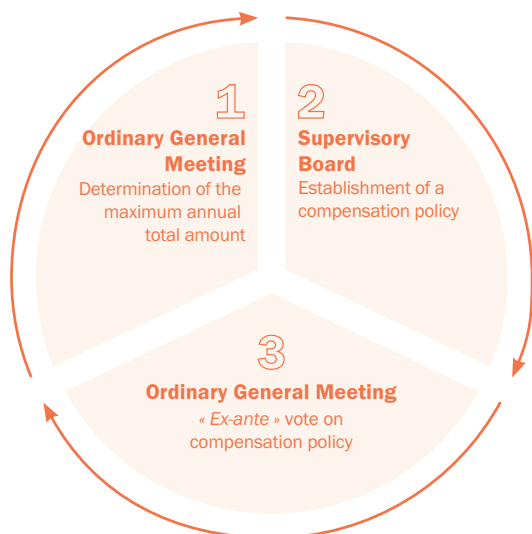 1
Ordinary General
Meeting
Determination of the
maximum annual
total amount
2
Supervisory
Board
Establishment of a
compensation policy
3
Ordinary General Meeting
« Ex-ante » vote on
compensation policy